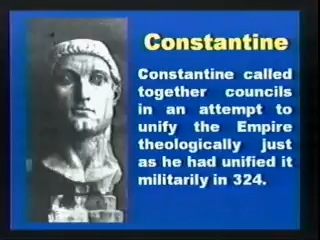 Constantine
Constantine called
together councils
in an attempt to
unify the Empire
theologically just
as he had unified it
militarily in 324.